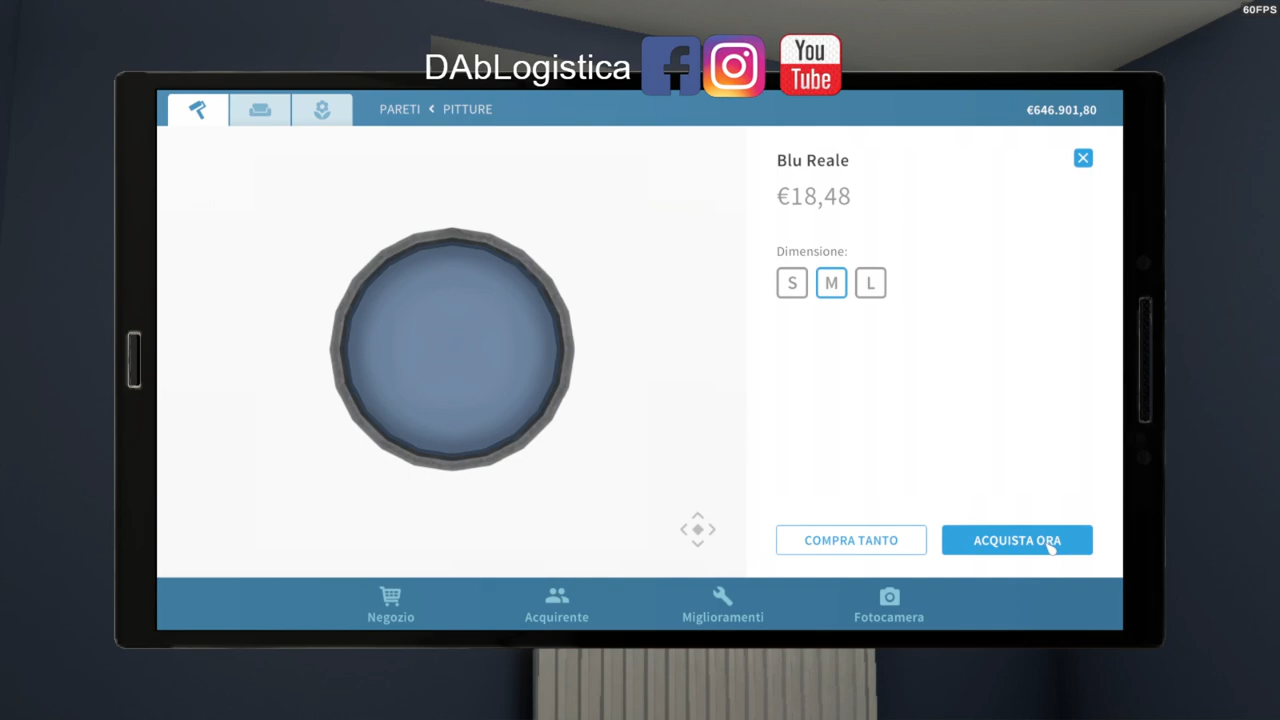 60FPS
DAbLogistica
You
Tube
PARETI < PITTURE
€646.901,80
Blu Reale
€18,48
Dimensione:
S M L
COMPRA TANTO
ACQUISTA ORA
Negozio
Acquirente
Miglioramenti
Fotocamera